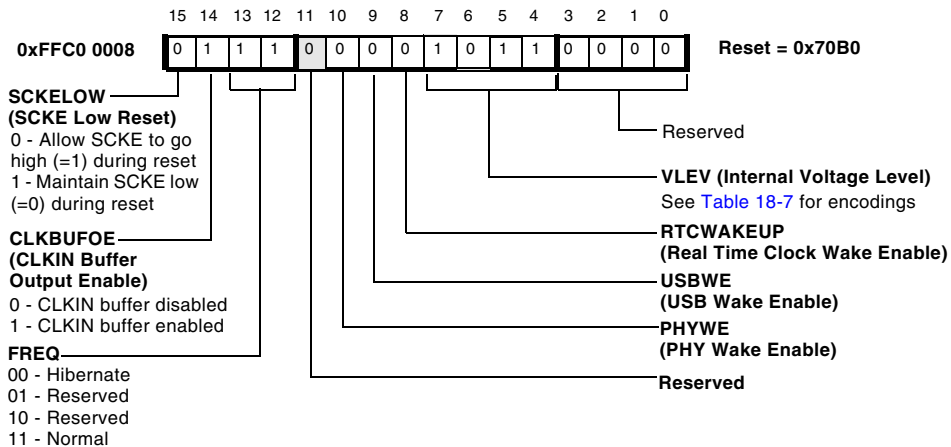 15 14 13 12 11 10 9 8 7 6 5 4 3 2 1 0
0xFFC0 0008
0 1 1 1 0 0 0 0 1 0 1 1 0 0 0 0
Reset = 0x70B0
SCKELOW
(SCKE Low Reset)
0 - Allow SCKE to go
high (=1) during reset
1 - Maintain SCKE low
(=0) during reset
CLKBUFOE
(CLKIN Buffer
Output Enable)
0 - CLKIN buffer disabled
1 - CLKIN buffer enabled
FREQ
00 - Hibernate
01 - Reserved
10 - Reserved
11 - Normal
Reserved
VLEV (Internal Voltage Level)
See Table 18-7 for encodings
RTCWAKEUP
(Real Time Clock Wake Enable)
USBWE
(USB Wake Enable)
PHYWE
(PHY Wake Enable)
Reserved